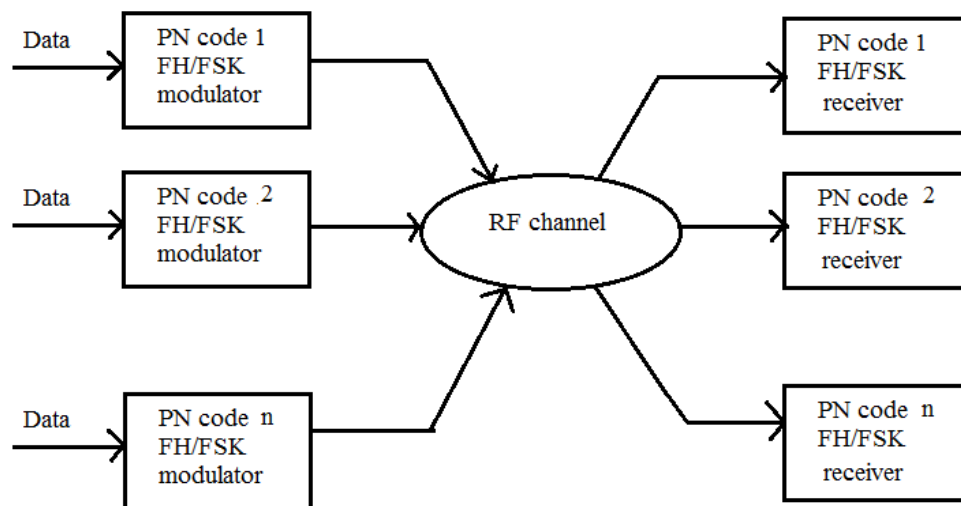 Data
PN code 1
FH/FSK
modulator
PN code 1
FH/FSK
receiver
Data
PN code 2
FH/FSK
modulator
RF channel
PN code 2
FH/FSK
receiver
Data
PN code n
FH/FSK
modulator
PN code n
FH/FSK
receiver